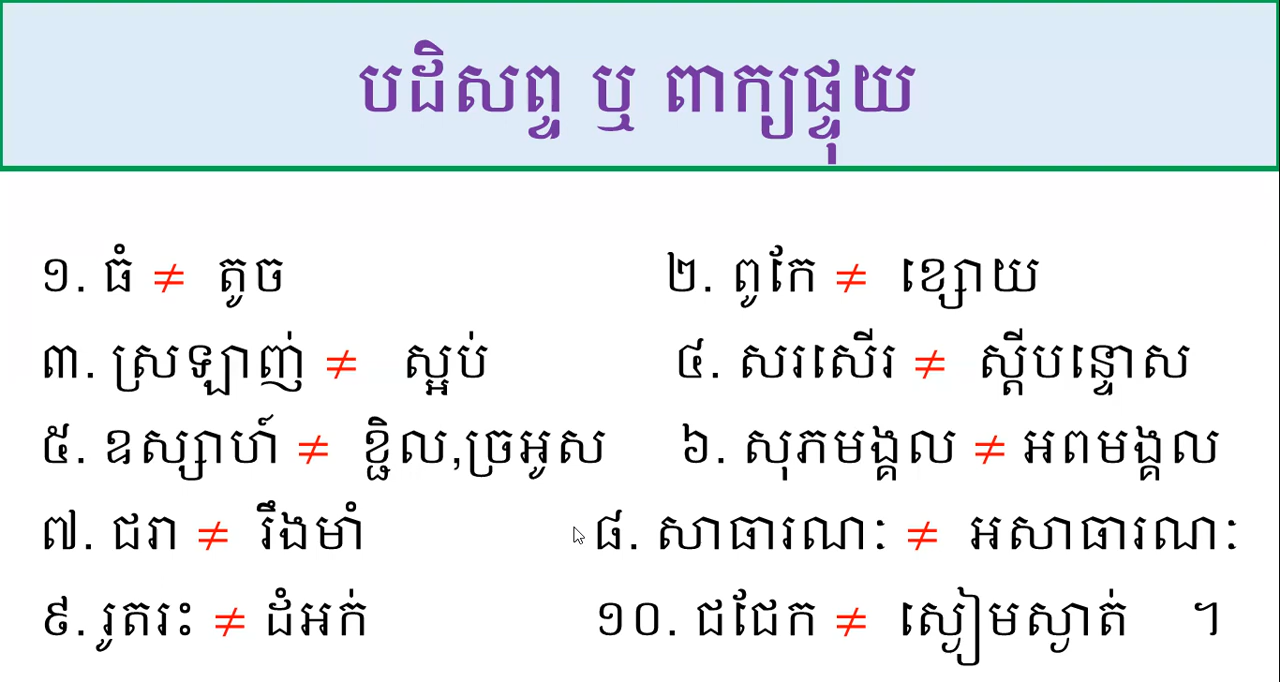 បដិសព្ទ ឬ ពាក្យផ្ទុយ
១. ធំ ≠ តូច ២. ពូកែ ≠ ខ្សោយ
៣. ស្រឡាញ់ ≠ ស្អប់ ៤. សរសើរ ≠ ស្តីបន្ទោស
៥. ឧស្សាហ៍ ≠ ខ្ជិល,ច្រអូស ៦. សុភមង្គល ≠ អពមង្គល
៧. ជរា ≠ រឹងមាំ ៨. សាធារណៈ ≠ អសាធារណៈ
៩. រូតរះ ≠ ដំអក់ ១០. ជជែក ≠ ស្ងៀមស្ងាត់ ។